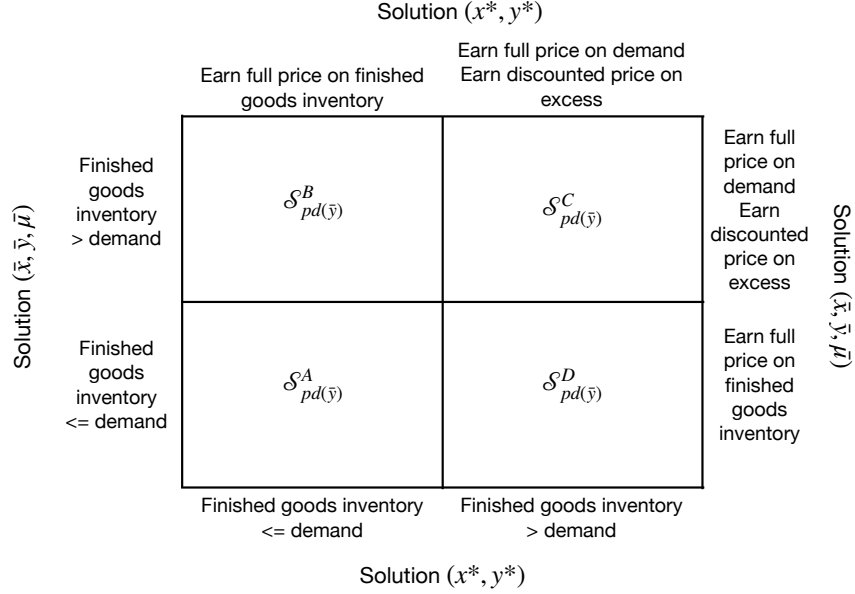 Solution (x*, y*)
Earn full price on finished
goods inventory
Earn full price on demand
Earn discounted price on
excess
Solution (x̄, ȳ, μ̄)
Finished
goods
inventory
> demand
𝒮^B_{pd(ȳ)}
𝒮^C_{pd(ȳ)}
Earn full
price on
demand
Earn
discounted
price on
excess
Solution (x̄, ȳ, μ̄)
Finished
goods
inventory
<= demand
𝒮^A_{pd(ȳ)}
𝒮^D_{pd(ȳ)}
Earn full
price on
finished
goods
inventory
Finished goods inventory
<= demand
Finished goods inventory
> demand
Solution (x*, y*)